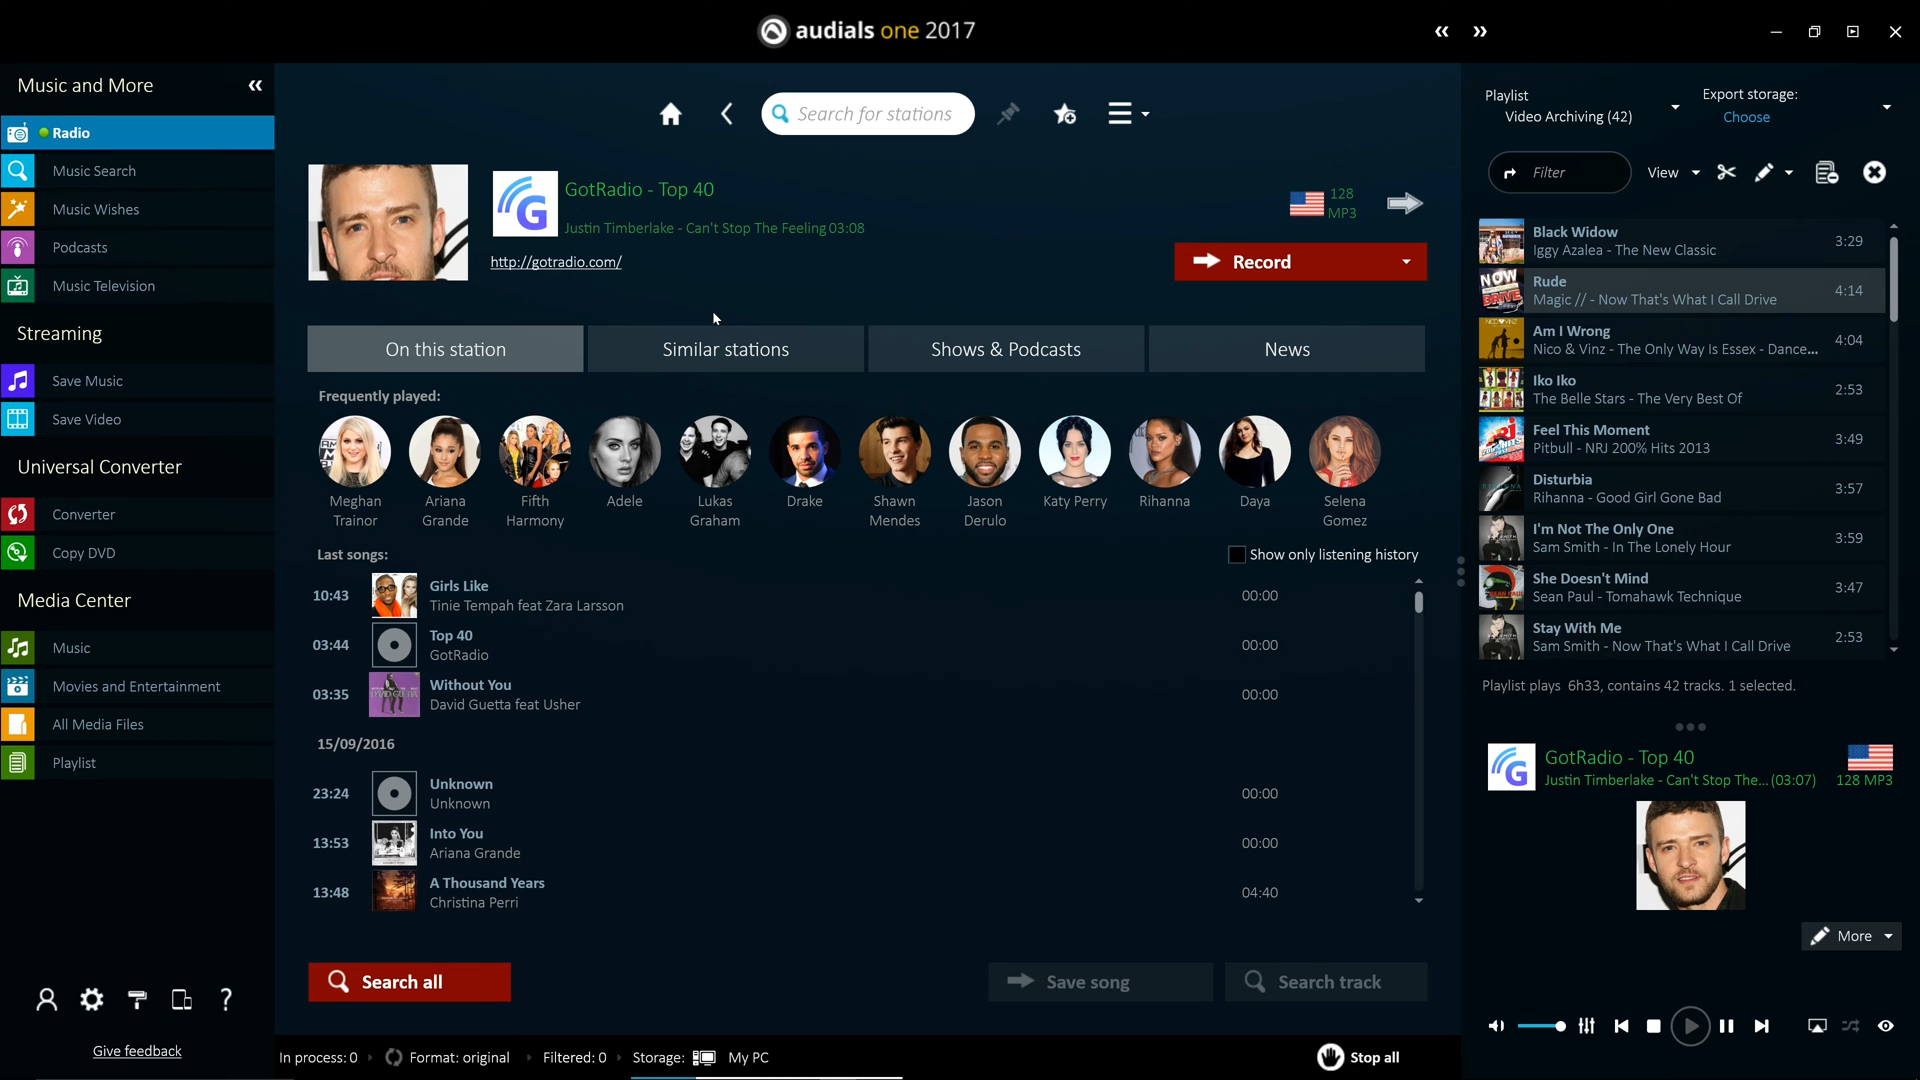 audials one 2017
Music and More
Radio
Music Search
Music Wishes
Podcasts
Music Television
Streaming
Save Music
Save Video
Universal Converter
Converter
Copy DVD
Media Center
Music
Movies and Entertainment
All Media Files
Playlist
Give feedback
Search for stations
GotRadio - Top 40
Justin Timberlake - Can't Stop The Feeling 03:08
http://gotradio.com/
128
MP3
Record
On this station
Similar stations
Shows & Podcasts
News
Frequently played:
Meghan Trainor
Ariana Grande
Fifth Harmony
Adele
Lukas Graham
Drake
Shawn Mendes
Jason Derulo
Katy Perry
Rihanna
Daya
Selena Gomez
Last songs:
Show only listening history
10:43
Girls Like
Tinie Tempah feat Zara Larsson
00:00
03:44
Top 40
GotRadio
00:00
03:35
Without You
David Guetta feat Usher
00:00
15/09/2016
23:24
Unknown
Unknown
00:00
13:53
Into You
Ariana Grande
00:00
13:48
A Thousand Years
Christina Perri
04:40
Search all
Save song
Search track
In process: 0
Format: original
Filtered: 0
Storage:
My PC
Stop all
Playlist
Video Archiving (42)
Export storage:
Choose
Filter
View
Black Widow
Iggy Azalea - The New Classic
3:29
Rude
Magic // - Now That's What I Call Drive
4:14
Am I Wrong
Nico & Vinz - The Only Way Is Essex - Dance...
4:04
Iko Iko
The Belle Stars - The Very Best Of
2:53
Feel This Moment
Pitbull - NRJ 200% Hits 2013
3:49
Disturbia
Rihanna - Good Girl Gone Bad
3:57
I'm Not The Only One
Sam Smith - In The Lonely Hour
3:59
She Doesn't Mind
Sean Paul - Tomahawk Technique
3:47
Stay With Me
Sam Smith - Now That's What I Call Drive
2:53
Playlist plays 6h33, contains 42 tracks. 1 selected.
GotRadio - Top 40
Justin Timberlake - Can't Stop The... (03:07)
128 MP3
More